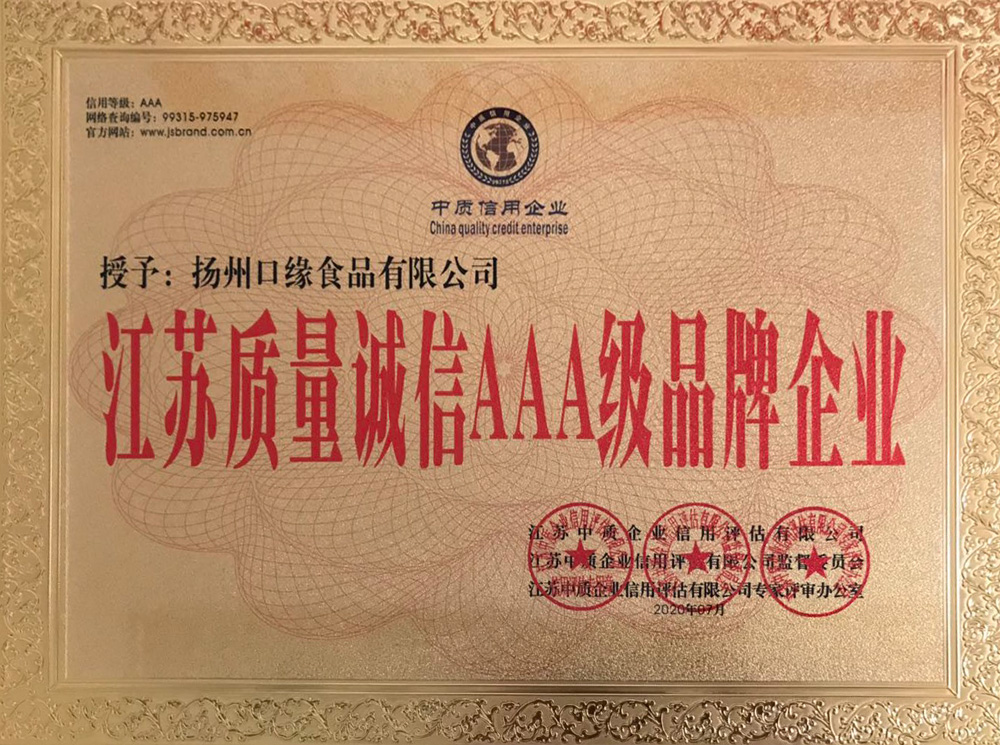 信用等级：AAA
网络查询编号：99315-975947
官方网站：www.jsbrand.com.cn
中质信用企业
China quality credit enterprise
授予：扬州口缘食品有限公司
江苏质量诚信AAA级品牌企业
江苏中质企业信用评估有限公司
江苏中质企业信用评估有限公司监督委员会
江苏中质企业信用评估有限公司专家评审办公室
2020年07月